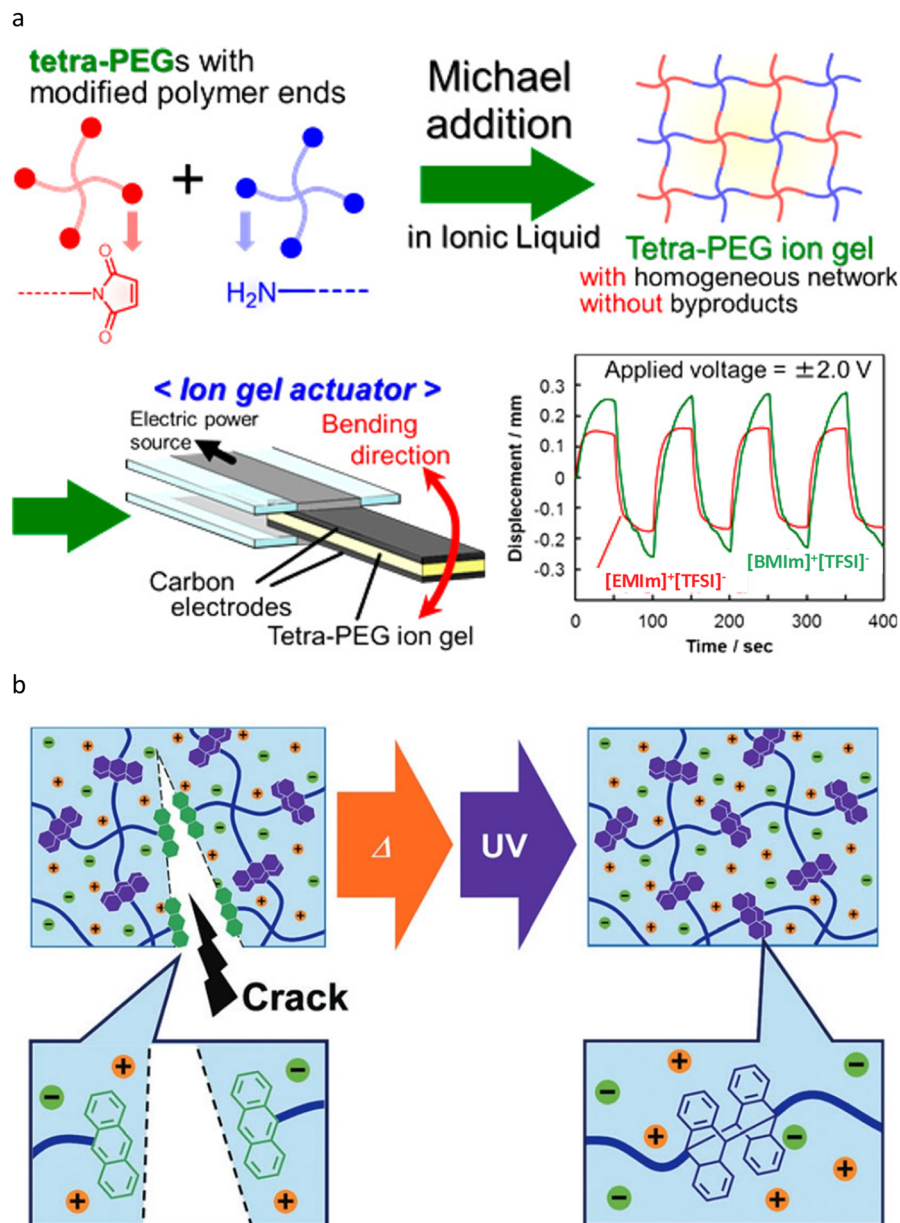 a
tetra-PEGs with
modified polymer ends
+
N
O
O
H₂N
Michael
addition
in Ionic Liquid
Tetra-PEG ion gel
with homogeneous network
without byproducts
< Ion gel actuator >
Electric power
source
Bending
direction
Carbon
electrodes
Tetra-PEG ion gel
Applied voltage = ±2.0 V
Displecement / mm
0.3
0.2
0.1
0
-0.1
-0.2
-0.3
[EMIm]⁺[TFSI]⁻
[BMIm]⁺[TFSI]⁻
0 100 200 300 400
Time / sec
b
Δ
UV
Crack